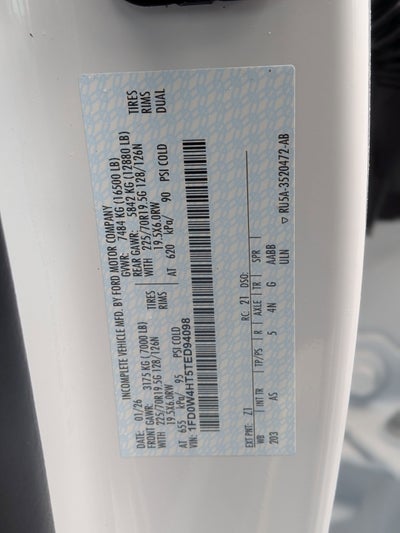 INCOMPLETE VEHICLE MFD. BY FORD MOTOR COMPANY
DATE: 01/26 GVWR: 7484 KG (16500 LB)
FRONT GAWR: 3175 KG (7000 LB) REAR GAWR: 5842 KG (12880 LB)
WITH 225/70R19.5G 128/126N TIRES WITH 225/70R19.5G 128/126N TIRES
19.5X6.0RW RIMS 19.5X6.0RW RIMS
AT 655 kPa/ 95 PSI COLD AT 620 kPa/ 90 PSI COLD DUAL
VIN: 1FD0W4HT5TED94098
EXT PNT: Z1 RC: 21 DSO:
WB INT TR TP/PS R AXLE TR SPR
203 AS 5 4N G AABB
ULN
RU5A-3520472-AB